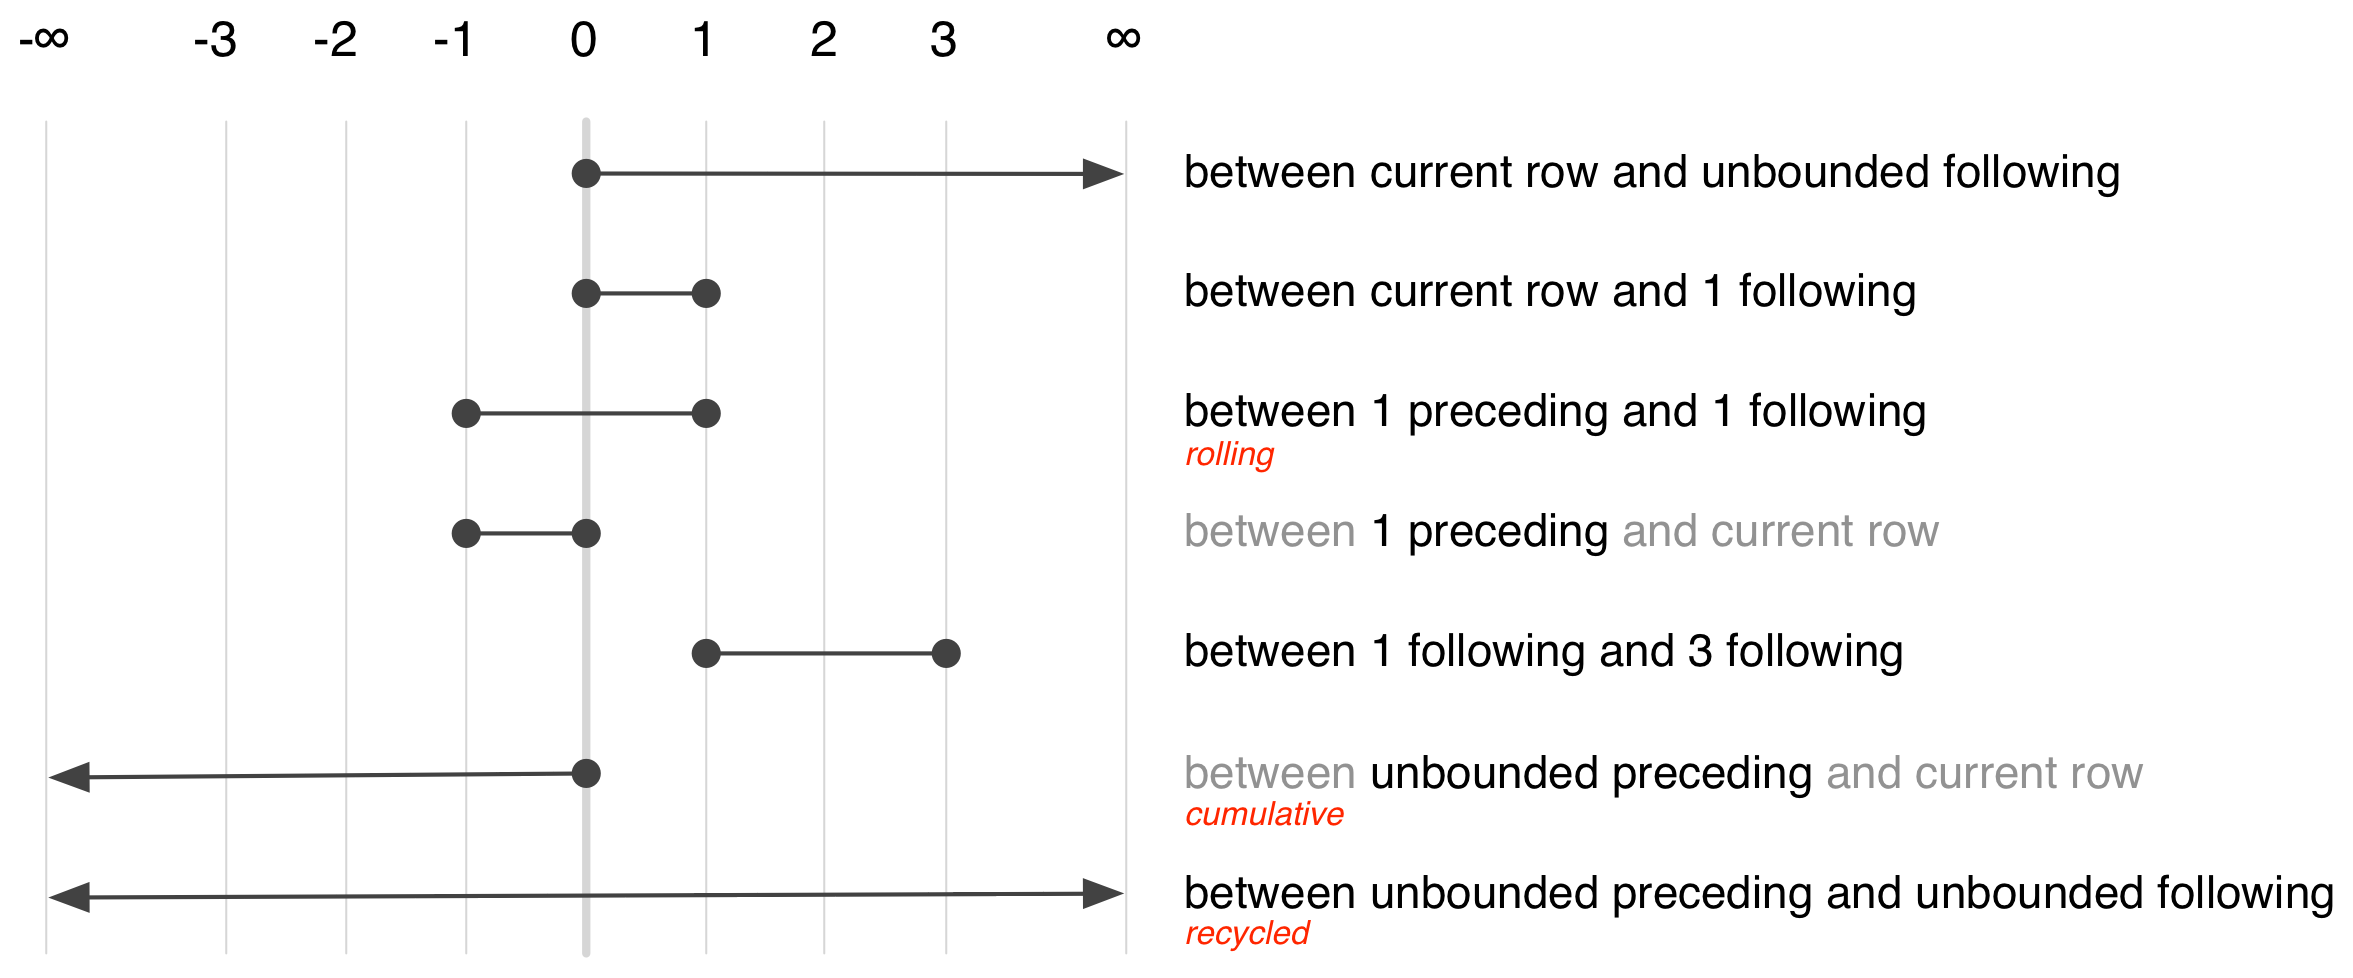 -∞ -3 -2 -1 0 1 2 3 ∞
between current row and unbounded following
between current row and 1 following
between 1 preceding and 1 following
rolling
between 1 preceding and current row
between 1 following and 3 following
between unbounded preceding and current row
cumulative
between unbounded preceding and unbounded following
recycled